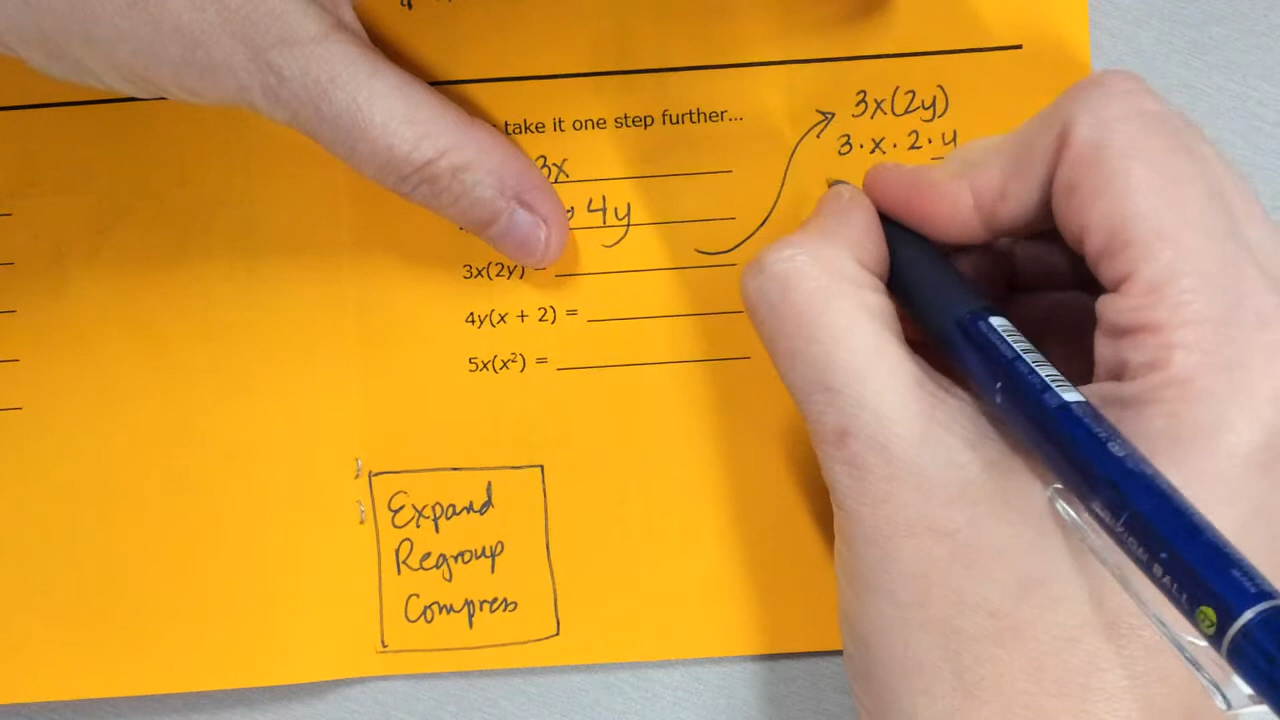 take it one step further...
3x
4y
3x(2y)
4y(x + 2) =
5x(x²) =
3x(2y)
3·x·2·y
Expand
Regroup
Compress